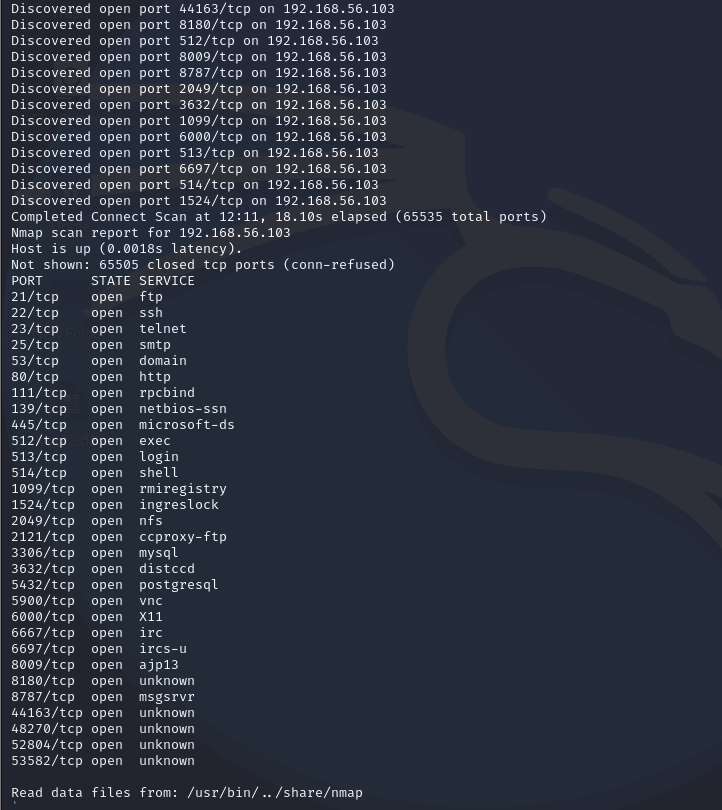 Discovered open port 44163/tcp on 192.168.56.103
Discovered open port 8180/tcp on 192.168.56.103
Discovered open port 512/tcp on 192.168.56.103
Discovered open port 8009/tcp on 192.168.56.103
Discovered open port 8787/tcp on 192.168.56.103
Discovered open port 2049/tcp on 192.168.56.103
Discovered open port 3632/tcp on 192.168.56.103
Discovered open port 1099/tcp on 192.168.56.103
Discovered open port 6000/tcp on 192.168.56.103
Discovered open port 513/tcp on 192.168.56.103
Discovered open port 6697/tcp on 192.168.56.103
Discovered open port 514/tcp on 192.168.56.103
Discovered open port 1524/tcp on 192.168.56.103
Completed Connect Scan at 12:11, 18.10s elapsed (65535 total ports)
Nmap scan report for 192.168.56.103
Host is up (0.0018s latency).
Not shown: 65505 closed tcp ports (conn-refused)
PORT      STATE SERVICE
21/tcp    open  ftp
22/tcp    open  ssh
23/tcp    open  telnet
25/tcp    open  smtp
53/tcp    open  domain
80/tcp    open  http
111/tcp   open  rpcbind
139/tcp   open  netbios-ssn
445/tcp   open  microsoft-ds
512/tcp   open  exec
513/tcp   open  login
514/tcp   open  shell
1099/tcp  open  rmiregistry
1524/tcp  open  ingreslock
2049/tcp  open  nfs
2121/tcp  open  ccproxy-ftp
3306/tcp  open  mysql
3632/tcp  open  distccd
5432/tcp  open  postgresql
5900/tcp  open  vnc
6000/tcp  open  X11
6667/tcp  open  irc
6697/tcp  open  ircs-u
8009/tcp  open  ajp13
8180/tcp  open  unknown
8787/tcp  open  msgsrvr
44163/tcp open  unknown
48270/tcp open  unknown
52804/tcp open  unknown
53582/tcp open  unknown
Read data files from: /usr/bin/../share/nmap